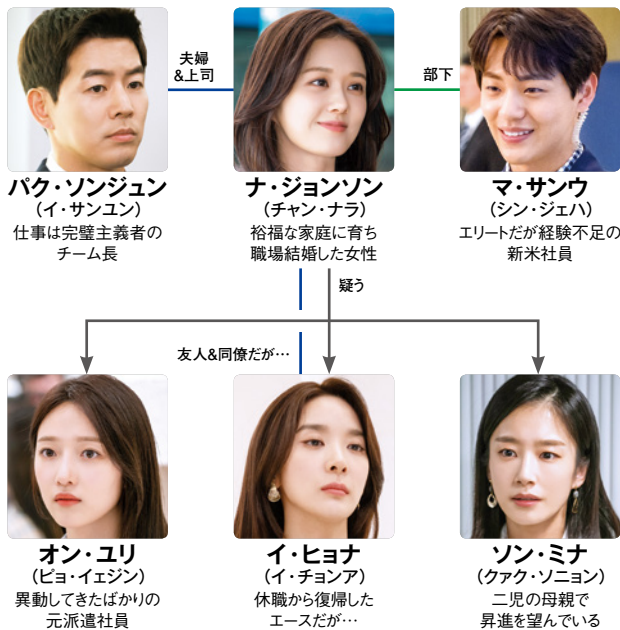 夫婦
&上司
部下
パク・ソンジュン
（イ・サンユン）
仕事は完璧主義者の
チーム長
ナ・ジョンソン
（チャン・ナラ）
裕福な家庭に育ち
職場結婚した女性
マ・サンウ
（シン・ジェハ）
エリートだが経験不足の
新米社員
疑う
友人&同僚だが…
オン・ユリ
（ピョ・イェジン）
異動してきたばかりの
元派遣社員
イ・ヒョナ
（イ・チョンア）
休職から復帰した
エースだが…
ソン・ミナ
（クァク・ソニョン）
二児の母親で
昇進を望んでいる